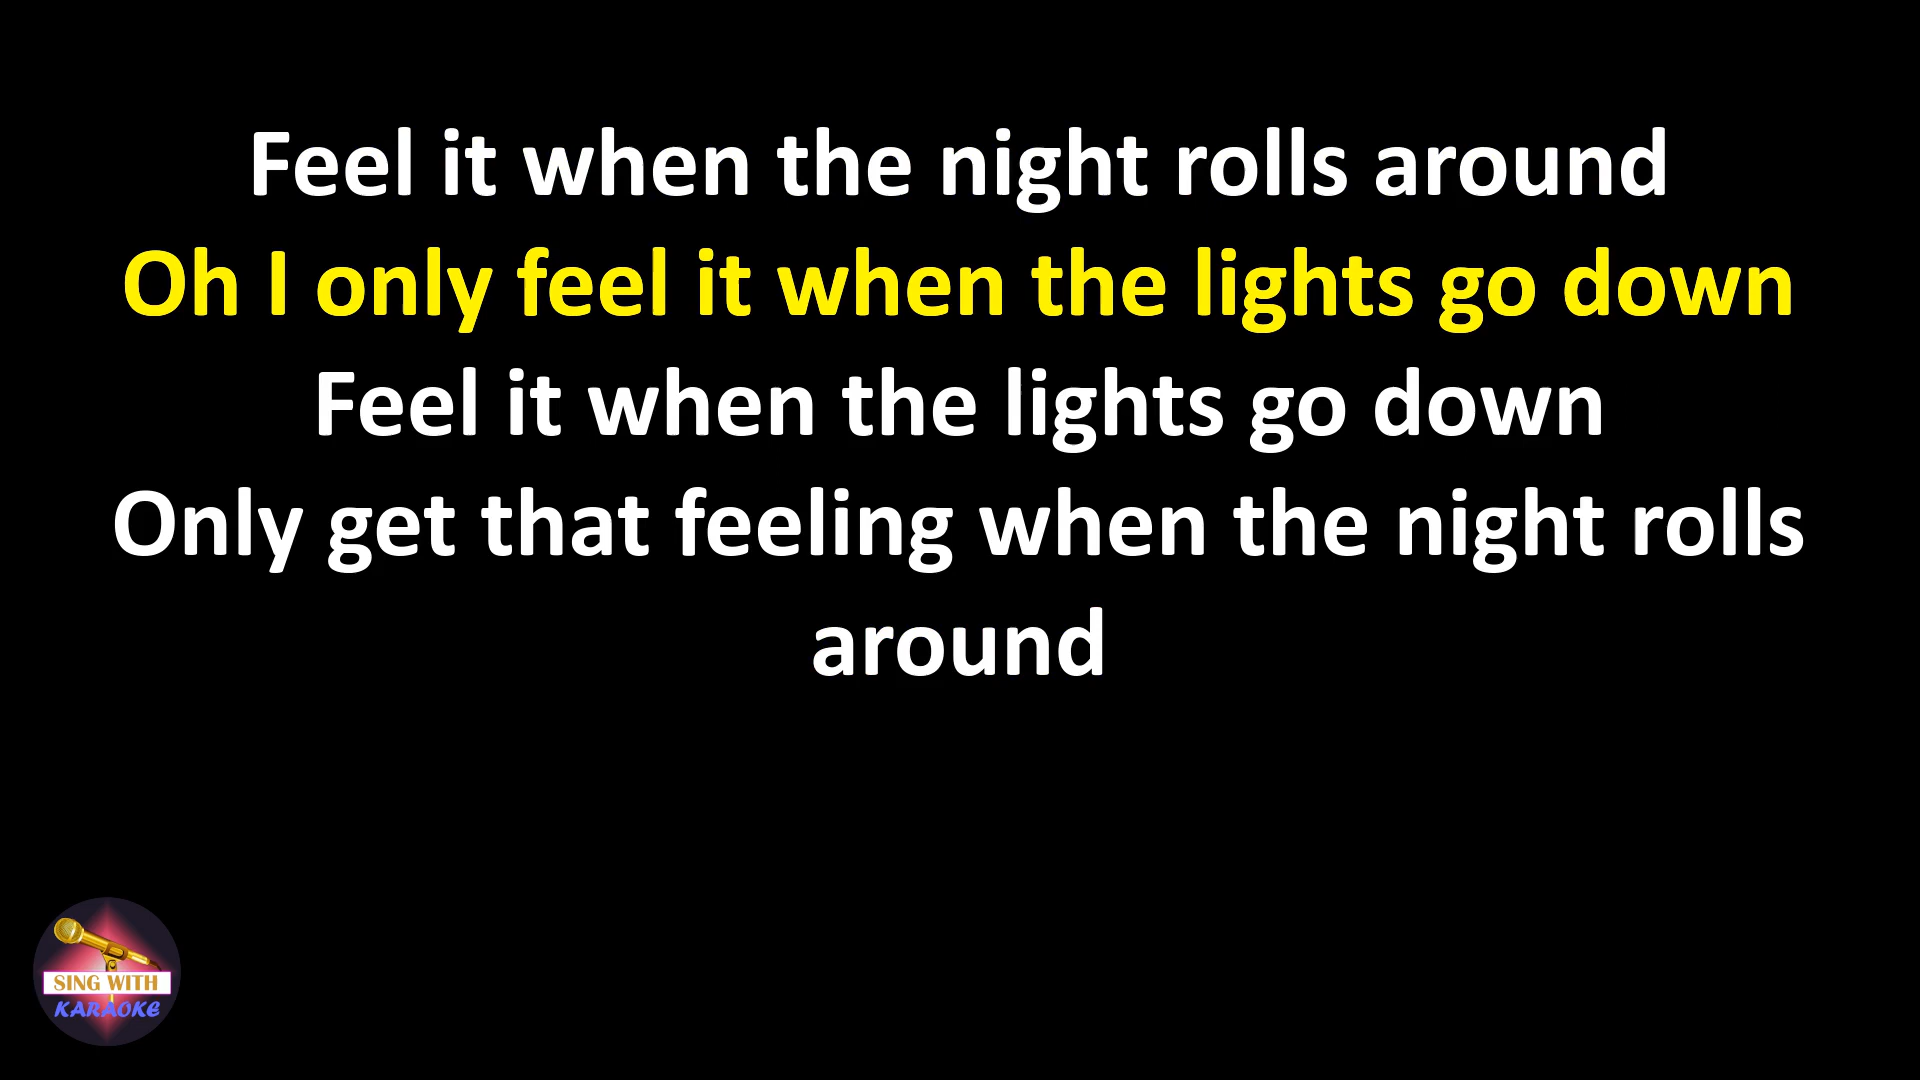 Feel it when the night rolls around
Oh I only feel it when the lights go down
Feel it when the lights go down
Only get that feeling when the night rolls
around
SING WITH
KARAOKE